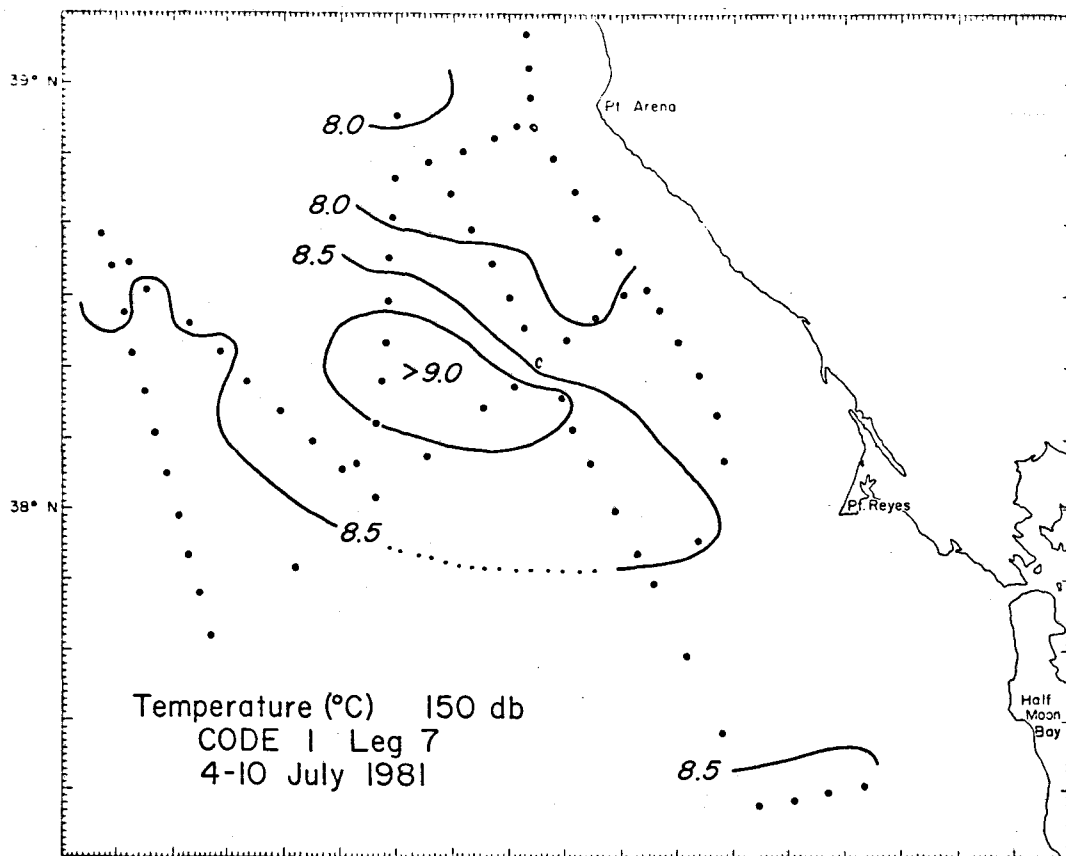 39° N
Pt. Arena
8.0
8.0
8.5
>9.0
38° N
Pt. Reyes
8.5
Temperature (°C) 150 db
CODE 1 Leg 7
4-10 July 1981
Half
Moon
Bay
8.5